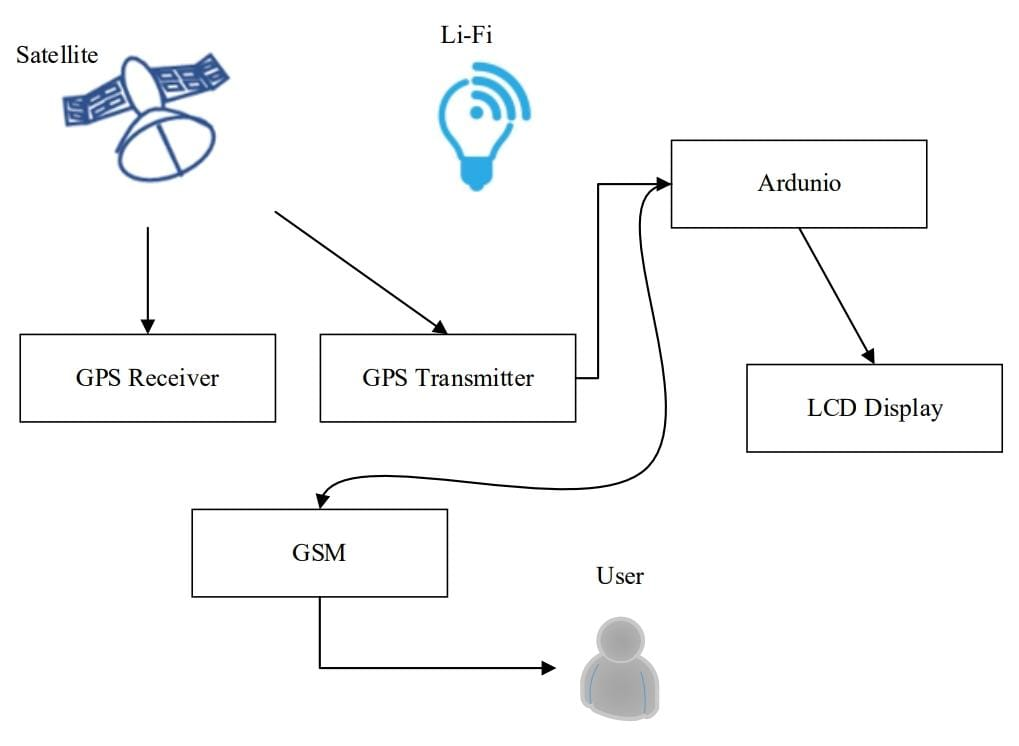 Satellite
Li-Fi
Ardunio
GPS Receiver
GPS Transmitter
LCD Display
GSM
User